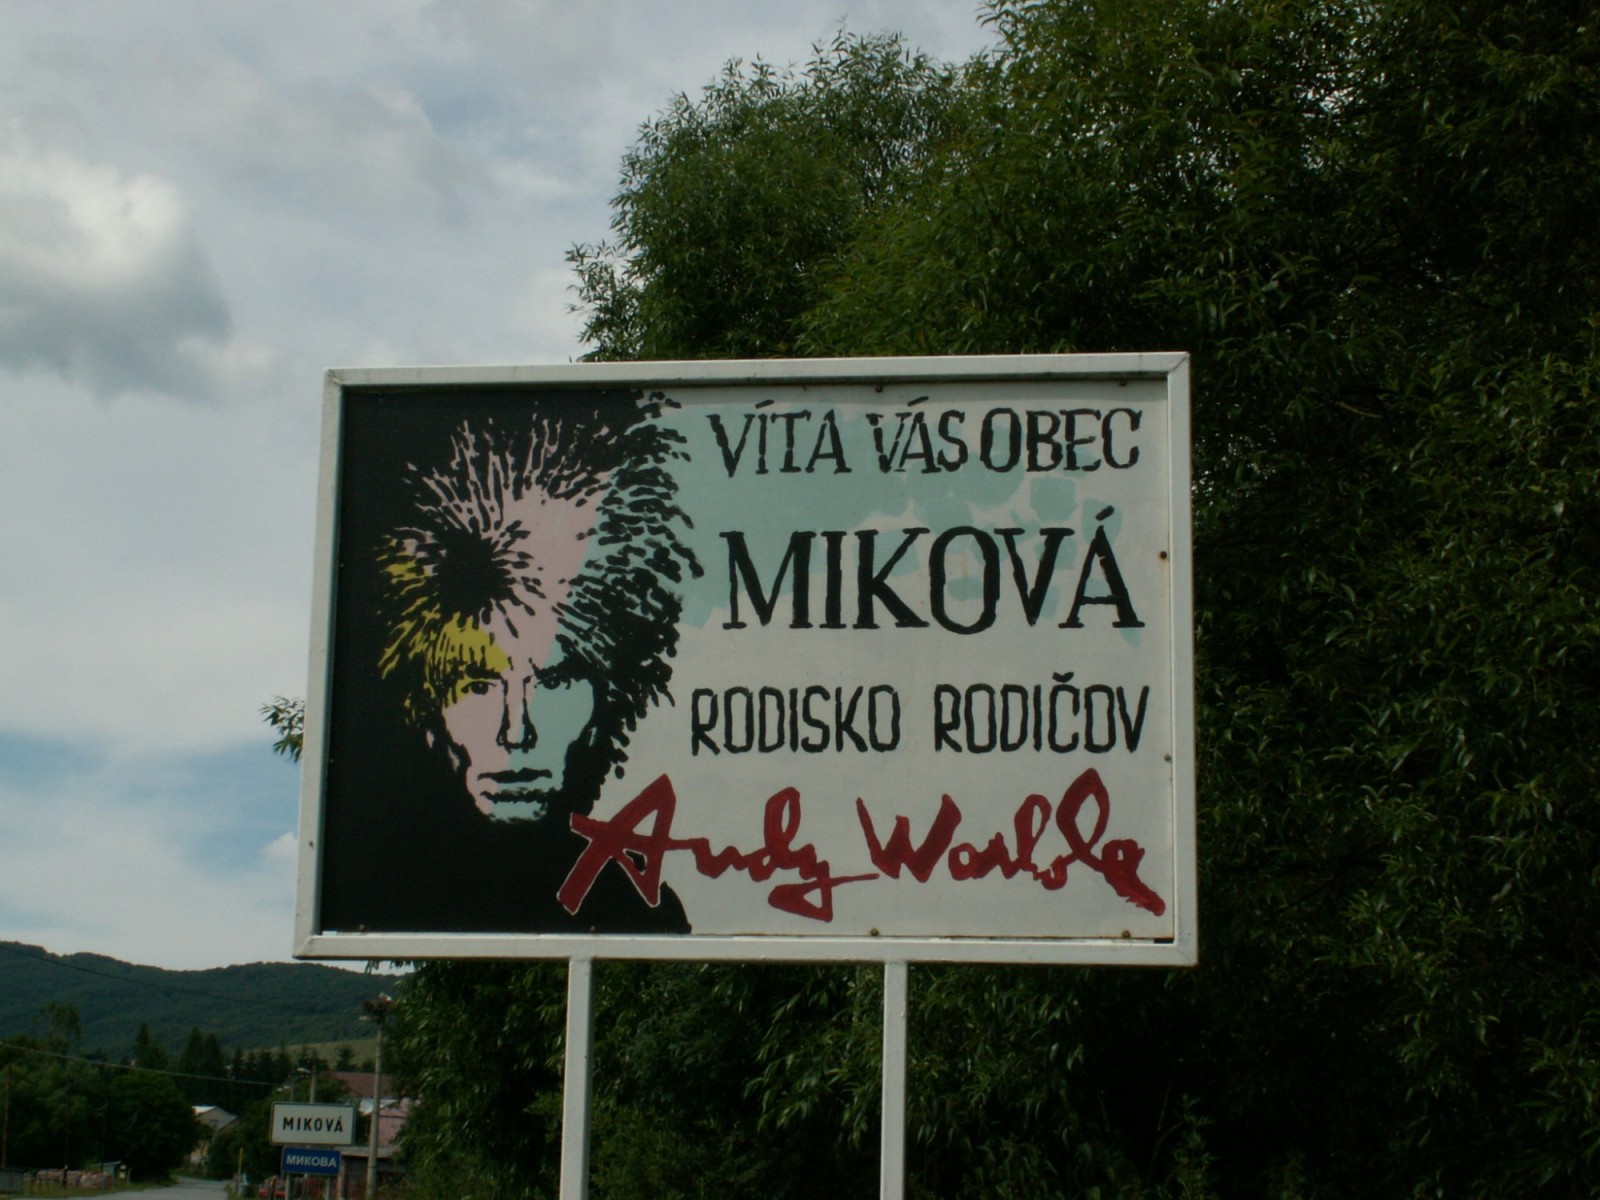 VÍTA VÁS OBEC
MIKOVÁ
RODISKO RODIČOV
Andy Warhola
MIKOVÁ
МИКОВА